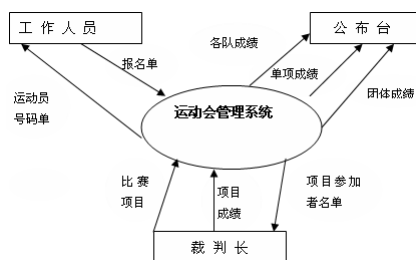 工作人员
公布台
各队成绩
报名单
单项成绩
运动员
号码单
团体成绩
运动会管理系统
比赛
项目
项目
成绩
项目参加
者名单
裁判长